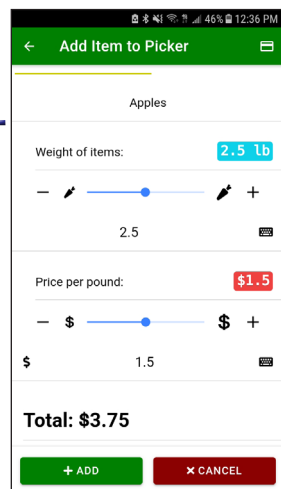 46% 12:36 PM
Add Item to Picker
Apples
Weight of items: 2.5 lb
2.5
Price per pound: $1.5
$ $
$ 1.5
Total: $3.75
+ ADD × CANCEL